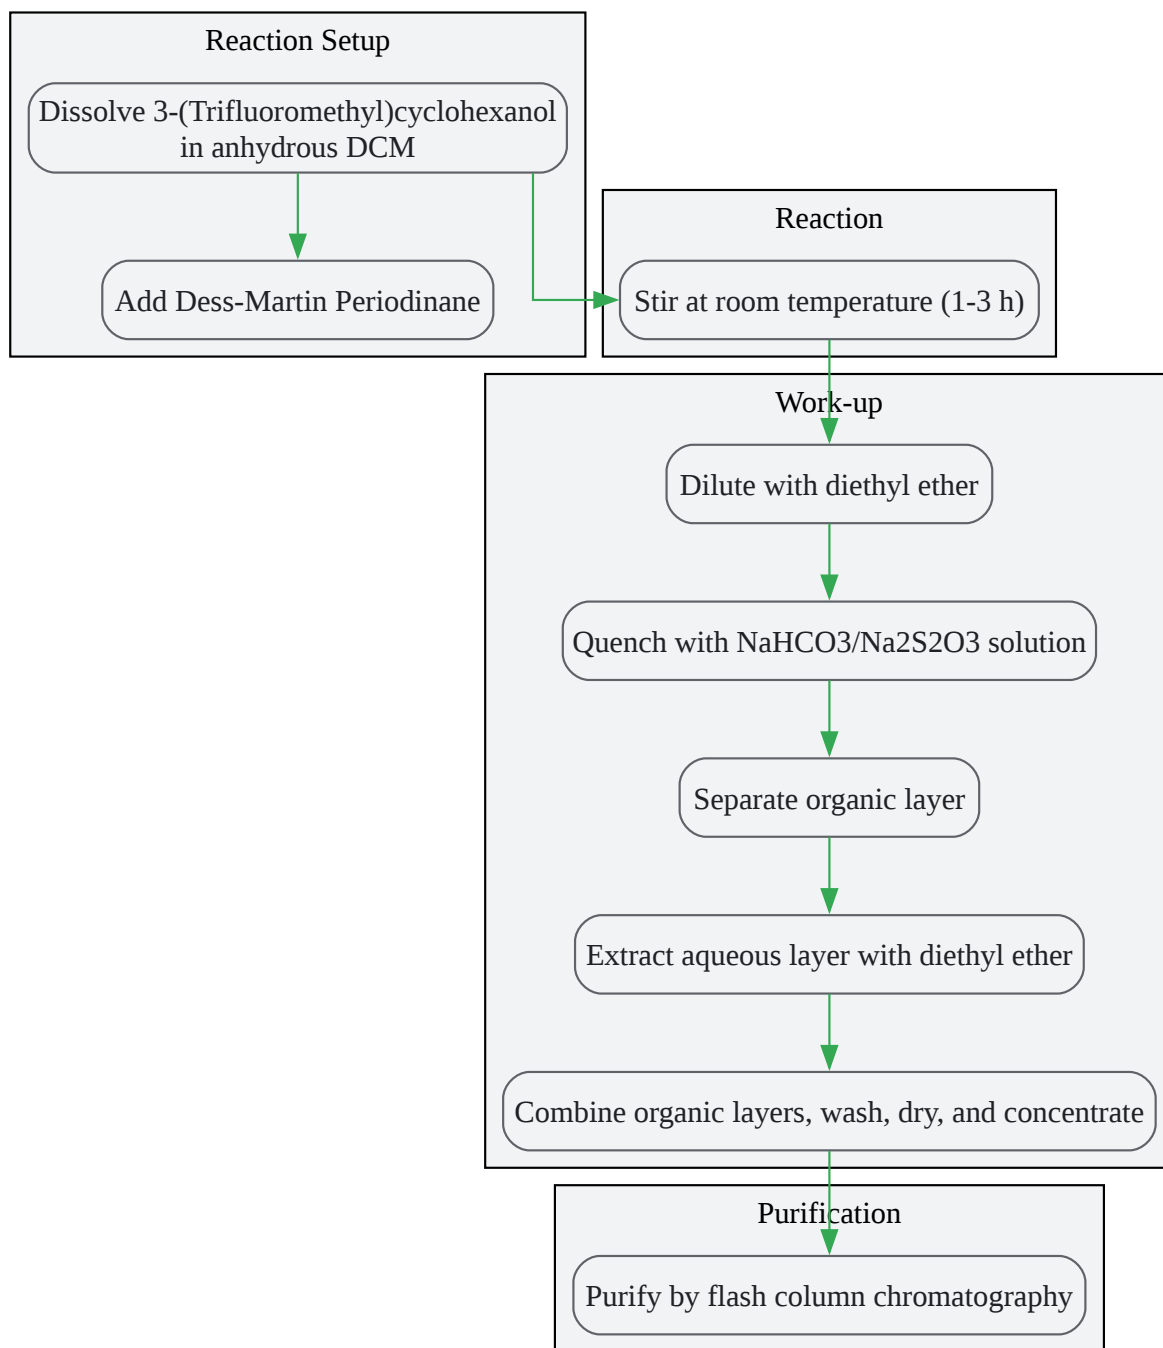 Reaction Setup
Dissolve 3-(Trifluoromethyl)cyclohexanol
in anhydrous DCM
Add Dess-Martin Periodinane
Reaction
Stir at room temperature (1-3 h)
Work-up
Dilute with diethyl ether
Quench with NaHCO3/Na2S2O3 solution
Separate organic layer
Extract aqueous layer with diethyl ether
Combine organic layers, wash, dry, and concentrate
Purification
Purify by flash column chromatography